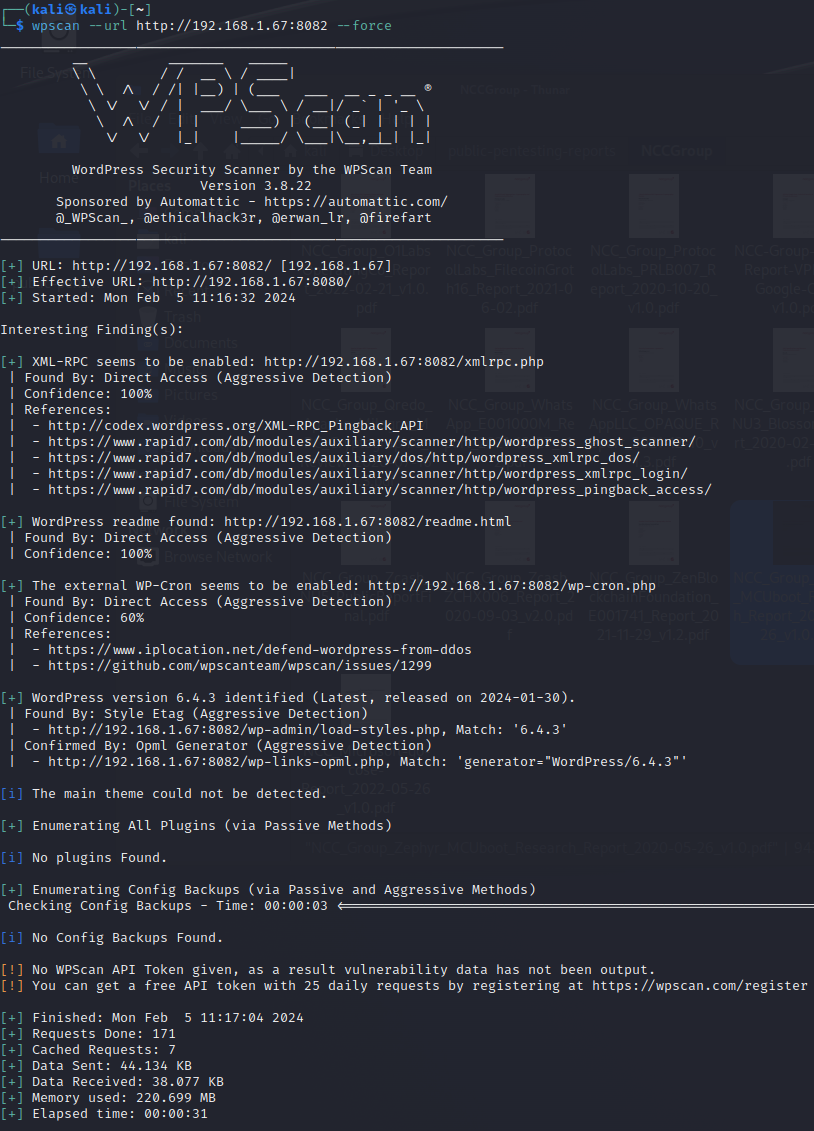 ┌──(kali㉿kali)-[~]
└─$ wpscan --url http://192.168.1.67:8082 --force
WPScan ®
WordPress Security Scanner by the WPScan Team
Version 3.8.22
Sponsored by Automattic - https://automattic.com/
@_WPScan_, @ethicalhack3r, @erwan_lr, @firefart
[+] URL: http://192.168.1.67:8082/ [192.168.1.67]
[+] Effective URL: http://192.168.1.67:8080/
[+] Started: Mon Feb  5 11:16:32 2024
Interesting Finding(s):
[+] XML-RPC seems to be enabled: http://192.168.1.67:8082/xmlrpc.php
 | Found By: Direct Access (Aggressive Detection)
 | Confidence: 100%
 | References:
 |  - http://codex.wordpress.org/XML-RPC_Pingback_API
 |  - https://www.rapid7.com/db/modules/auxiliary/scanner/http/wordpress_ghost_scanner/
 |  - https://www.rapid7.com/db/modules/auxiliary/dos/http/wordpress_xmlrpc_dos/
 |  - https://www.rapid7.com/db/modules/auxiliary/scanner/http/wordpress_xmlrpc_login/
 |  - https://www.rapid7.com/db/modules/auxiliary/scanner/http/wordpress_pingback_access/
[+] WordPress readme found: http://192.168.1.67:8082/readme.html
 | Found By: Direct Access (Aggressive Detection)
 | Confidence: 100%
[+] The external WP-Cron seems to be enabled: http://192.168.1.67:8082/wp-cron.php
 | Found By: Direct Access (Aggressive Detection)
 | Confidence: 60%
 | References:
 |  - https://www.iplocation.net/defend-wordpress-from-ddos
 |  - https://github.com/wpscanteam/wpscan/issues/1299
[+] WordPress version 6.4.3 identified (Latest, released on 2024-01-30).
 | Found By: Style Etag (Aggressive Detection)
 |  - http://192.168.1.67:8082/wp-admin/load-styles.php, Match: '6.4.3'
 | Confirmed By: Opml Generator (Aggressive Detection)
 |  - http://192.168.1.67:8082/wp-links-opml.php, Match: 'generator="WordPress/6.4.3"'
[i] The main theme could not be detected.
[+] Enumerating All Plugins (via Passive Methods)
[i] No plugins Found.
[+] Enumerating Config Backups (via Passive and Aggressive Methods)
 Checking Config Backups - Time: 00:00:03 <=====
[i] No Config Backups Found.
[!] No WPScan API Token given, as a result vulnerability data has not been output.
[!] You can get a free API token with 25 daily requests by registering at https://wpscan.com/register
[+] Finished: Mon Feb  5 11:17:04 2024
[+] Requests Done: 171
[+] Cached Requests: 7
[+] Data Sent: 44.134 KB
[+] Data Received: 38.077 KB
[+] Memory used: 220.699 MB
[+] Elapsed time: 00:00:31